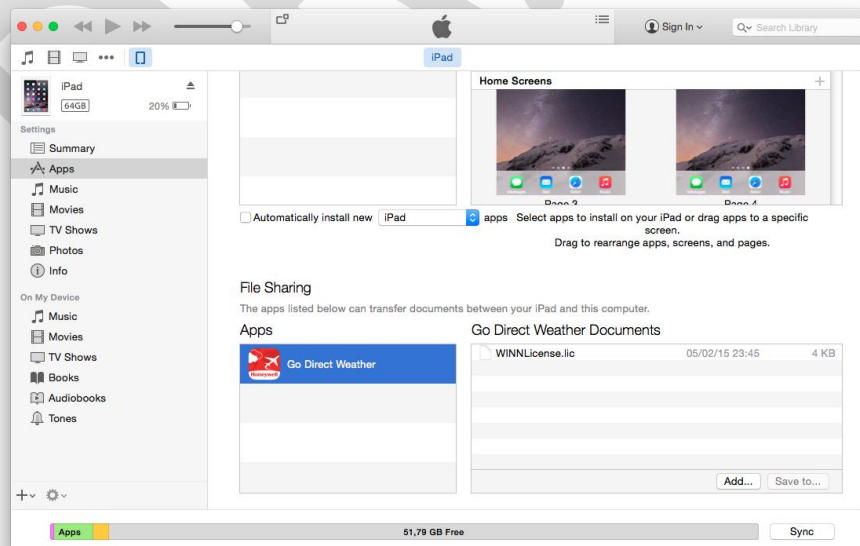 Sign In
Search Library
iPad
iPad
64GB
20%
Settings
Summary
Apps
Music
Movies
TV Shows
Photos
Info
On My Device
Music
Movies
TV Shows
Books
Audiobooks
Tones
Home Screens
Page 3
Page 4
Automatically install new iPad apps
Select apps to install on your iPad or drag apps to a specific
screen.
Drag to rearrange apps, screens, and pages.
File Sharing
The apps listed below can transfer documents between your iPad and this computer.
Apps
Honeywell
Go Direct Weather
Go Direct Weather Documents
WINNLicense.lic 05/02/15 23:45 4 KB
Add... Save to...
Apps
51,79 GB Free
Sync